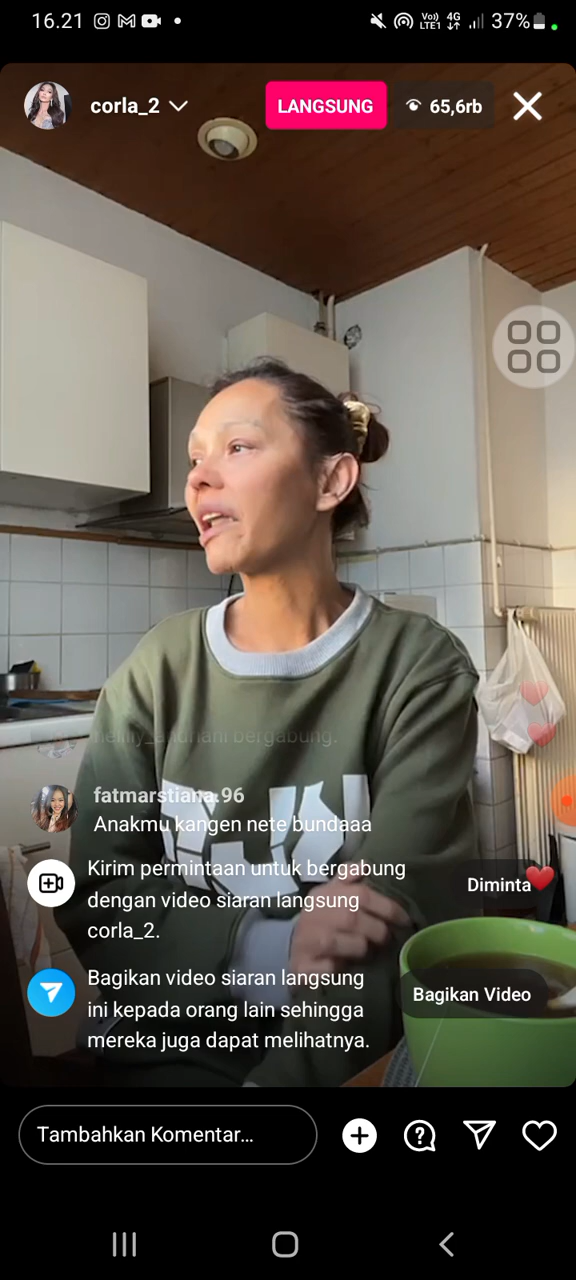 16.21
Vo))
LTE1
4G
37%
corla_2
LANGSUNG
65,6rb
bergabung.
fatmarstiana.96
Anakmu kangen nete bundaaa
Kirim permintaan untuk bergabung
dengan video siaran langsung
corla_2.
Diminta
Bagikan video siaran langsung
ini kepada orang lain sehingga
mereka juga dapat melihatnya.
Bagikan Video
Tambahkan Komentar...